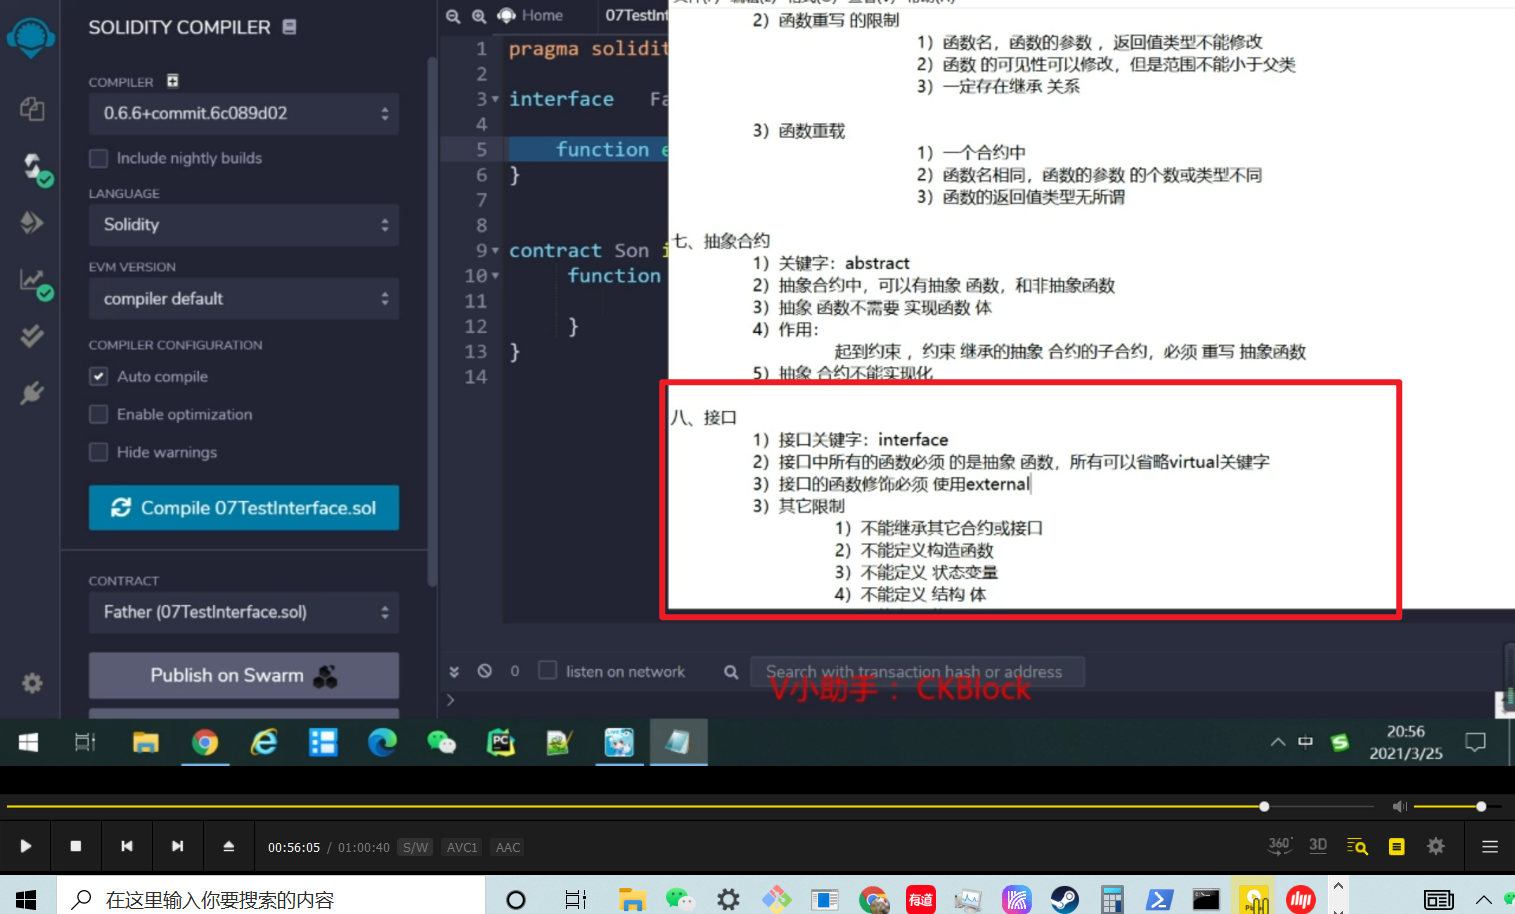 SOLIDITY COMPILER
COMPILER
0.6.6+commit.6c089d02
Include nightly builds
LANGUAGE
Solidity
EVM VERSION
compiler default
COMPILER CONFIGURATION
Auto compile
Enable optimization
Hide warnings
Compile 07TestInterface.sol
CONTRACT
Father (07TestInterface.sol)
Publish on Swarm
Home
07TestInt
1 pragma solidit
2
3 interface Fa
4
5 function e
6 }
7
8
9 contract Son i
10 function
11
12 }
13 }
14
2）函数重写 的限制
1）函数名，函数的参数 ，返回值类型不能修改
2）函数 的可见性可以修改，但是范围不能小于父类
3）一定存在继承 关系
3）函数重载
1）一个合约中
2）函数名相同，函数的参数 的个数或类型不同
3）函数的返回值类型无所谓
七、抽象合约
1）关键字：abstract
2）抽象合约中，可以有抽象 函数，和非抽象函数
3）抽象 函数不需要 实现函数 体
4）作用：
起到约束 ，约束 继承的抽象 合约的子合约，必须 重写 抽象函数
5）抽象 合约不能实现化
八、接口
1）接口关键字：interface
2）接口中所有的函数必须 的是抽象 函数，所有可以省略virtual关键字
3）接口的函数修饰必须 使用external
3）其它限制
1）不能继承其它合约或接口
2）不能定义构造函数
3）不能定义 状态变量
4）不能定义 结构 体
0
listen on network
Search with transaction hash or address
V小助手： CKBlock
中
20:56
2021/3/25
00:56:05 / 01:00:40 S/W AVC1 AAC
360°
3D
在这里输入你要搜索的内容
有道